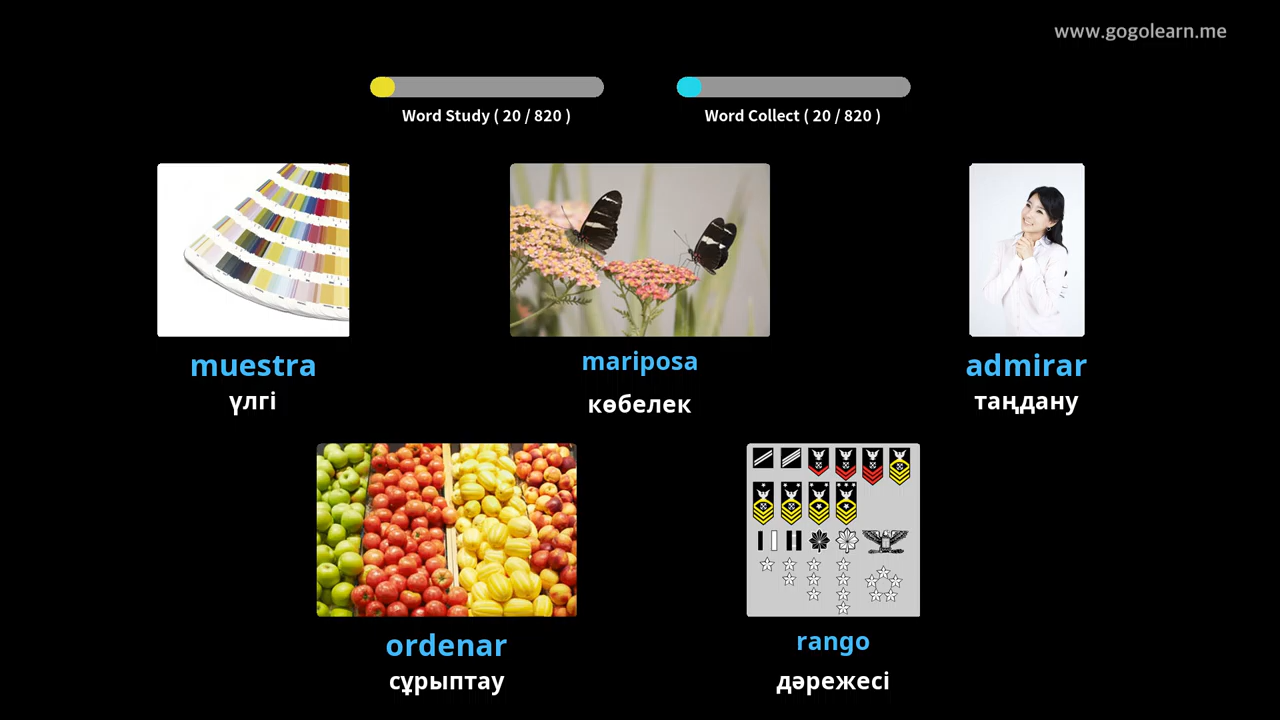 www.gogolearn.me
Word Study ( 20 / 820 )
Word Collect ( 20 / 820 )
muestra
үлгі
mariposa
көбелек
admirar
таңдану
ordenar
сұрыптау
rango
дәрежесі